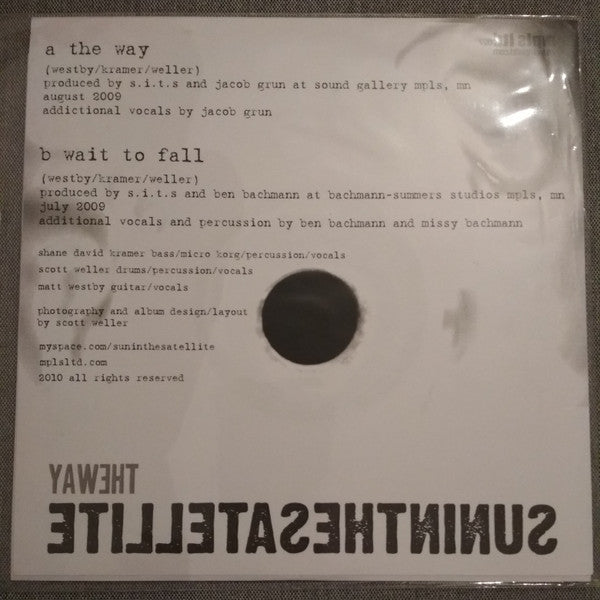 a the way
(westby/kramer/weller)
produced by s.i.t.s and jacob grun at sound gallery mpls, mn
august 2009
addictional vocals by jacob grun
b wait to fall
(westby/kramer/weller)
produced by s.i.t.s and ben bachmann at bachmann-summers studios mpls, mn
july 2009
additional vocals and percussion by ben bachmann and missy bachmann
shane david kramer bass/micro korg/percussion/vocals
scott weller drums/percussion/vocals
matt westby guitar/vocals
photography and album design/layout
by scott weller
myspace.com/suninthesatellite
mplsltd.com
2010 all rights reserved
THEWAY
SUNINTHESATELLITE